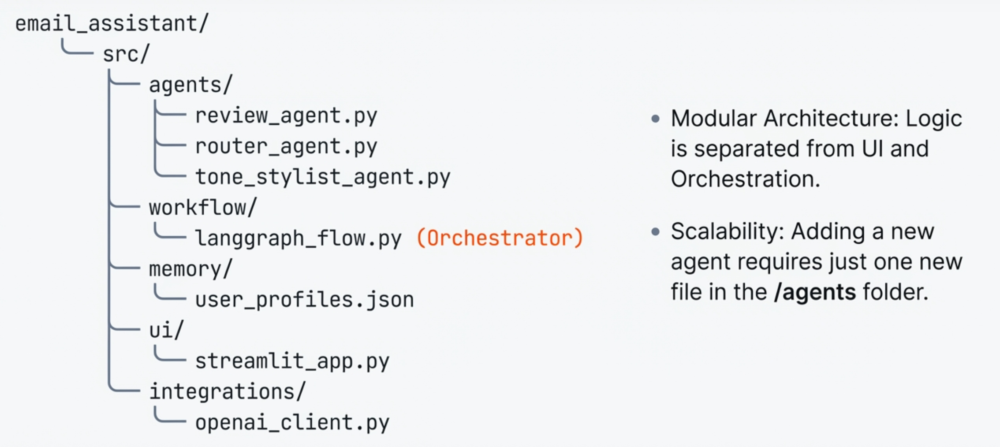 email_assistant/
src/
agents/
review_agent.py
router_agent.py
tone_stylist_agent.py
workflow/
langgraph_flow.py (Orchestrator)
memory/
user_profiles.json
ui/
streamlit_app.py
integrations/
openai_client.py
• Modular Architecture: Logic
is separated from UI and
Orchestration.
• Scalability: Adding a new
agent requires just one new
file in the /agents folder.